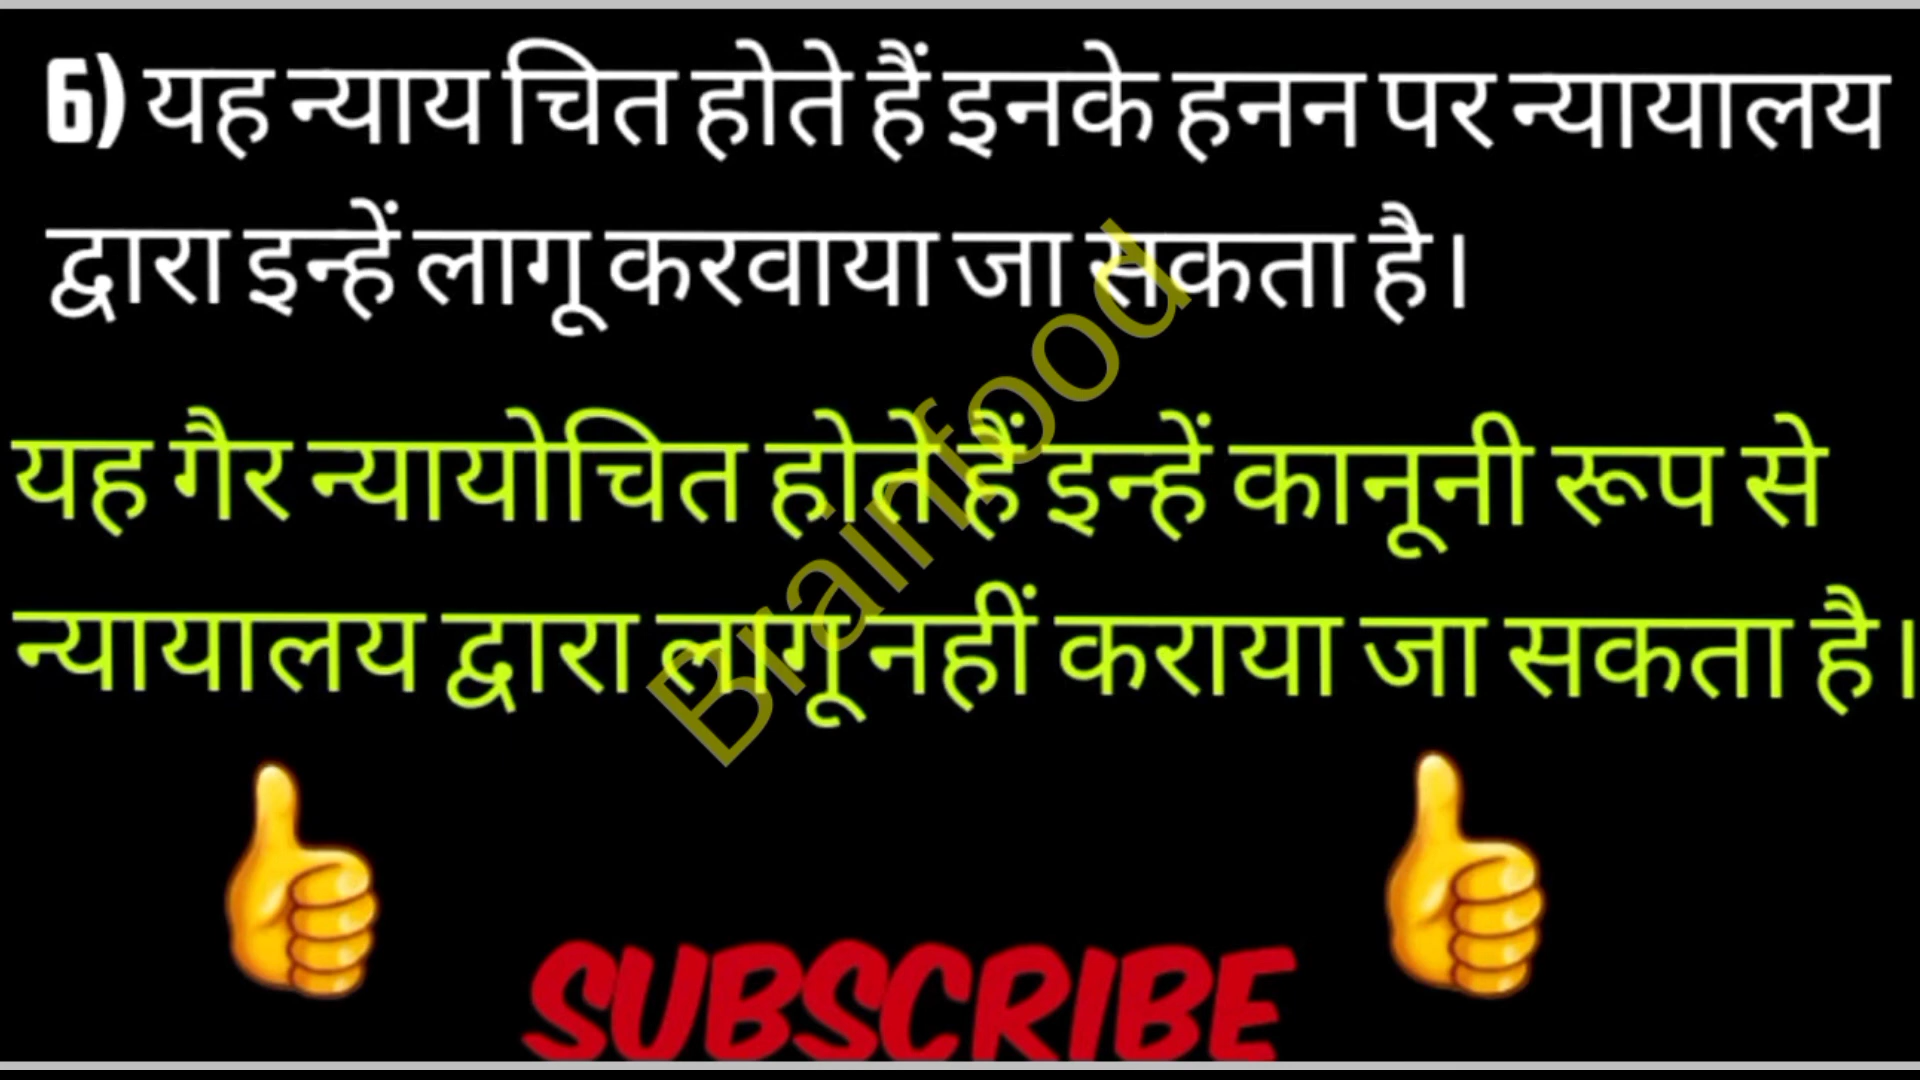 6) यह न्याय चित होते हैं इनके हनन पर न्यायालय
द्वारा इन्हें लागू करवाया जा सकता है।
यह गैर न्यायोचित होते हैं इन्हें कानूनी रूप से
न्यायालय द्वारा लागू नहीं कराया जा सकता है।
Brainfood
SUBSCRIBE